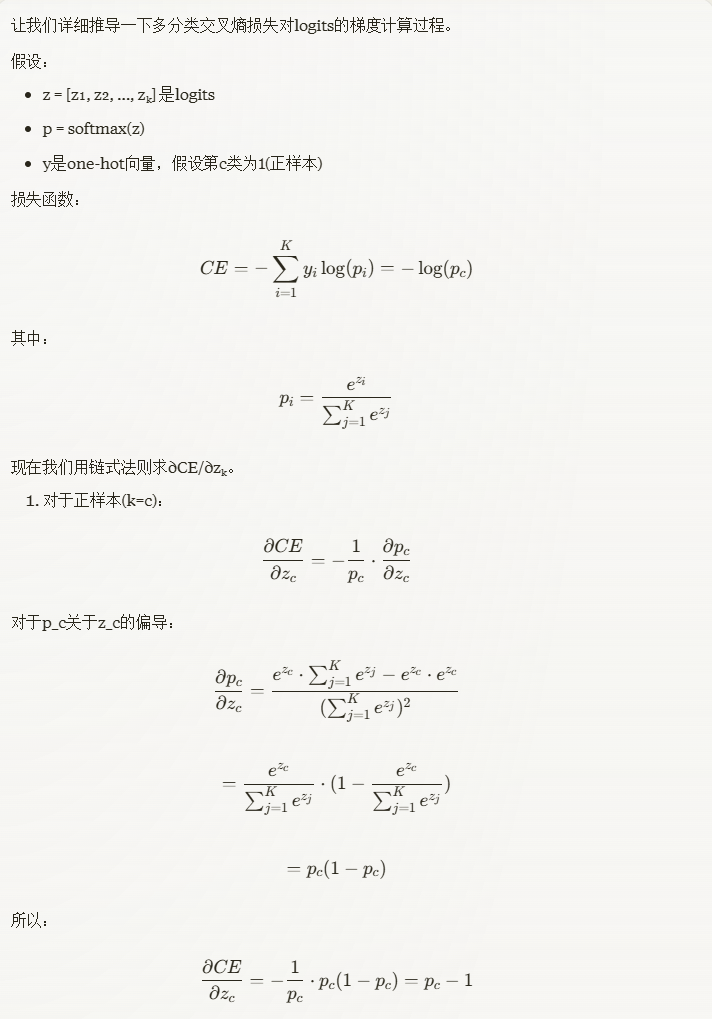 让我们详细推导一下多分类交叉熵损失对logits的梯度计算过程。
假设：
• z = [z1, z2, ..., zₖ] 是logits
• p = softmax(z)
• y是one-hot向量，假设第c类为1(正样本)
损失函数：
$CE = -\sum_{i=1}^{K} y_i \log(p_i) = -\log(p_c)$
其中：
$p_i = \frac{e^{z_i}}{\sum_{j=1}^{K} e^{z_j}}$
现在我们用链式法则求∂CE/∂zₖ。
1. 对于正样本(k=c)：
$\frac{\partial CE}{\partial z_c} = -\frac{1}{p_c} \cdot \frac{\partial p_c}{\partial z_c}$
对于p_c关于z_c的偏导：
$\frac{\partial p_c}{\partial z_c} = \frac{e^{z_c} \cdot \sum_{j=1}^{K} e^{z_j} - e^{z_c} \cdot e^{z_c}}{(\sum_{j=1}^{K} e^{z_j})^2}$
$= \frac{e^{z_c}}{\sum_{j=1}^{K} e^{z_j}} \cdot (1 - \frac{e^{z_c}}{\sum_{j=1}^{K} e^{z_j}})$
$= p_c(1 - p_c)$
所以：
$\frac{\partial CE}{\partial z_c} = -\frac{1}{p_c} \cdot p_c(1 - p_c) = p_c - 1$